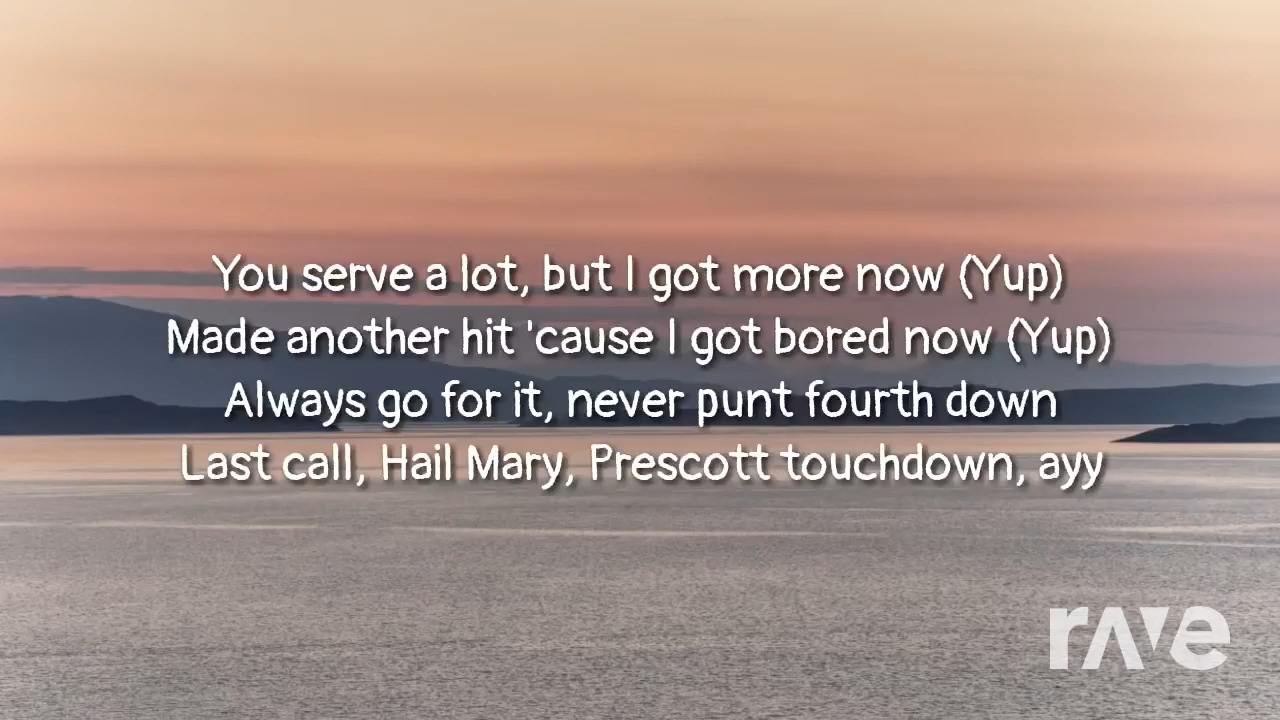 You serve a lot, but I got more now (Yup)
Made another hit 'cause I got bored now (Yup)
Always go for it, never punt fourth down
Last call, Hail Mary, Prescott touchdown, ayy
rave